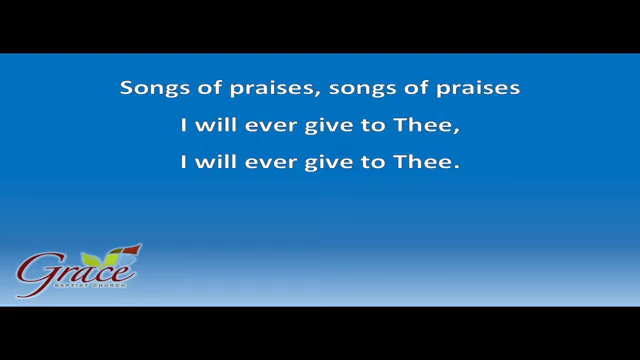 Songs of praises, songs of praises
I will ever give to Thee,
I will ever give to Thee.
Grace
BAPTIST CHURCH